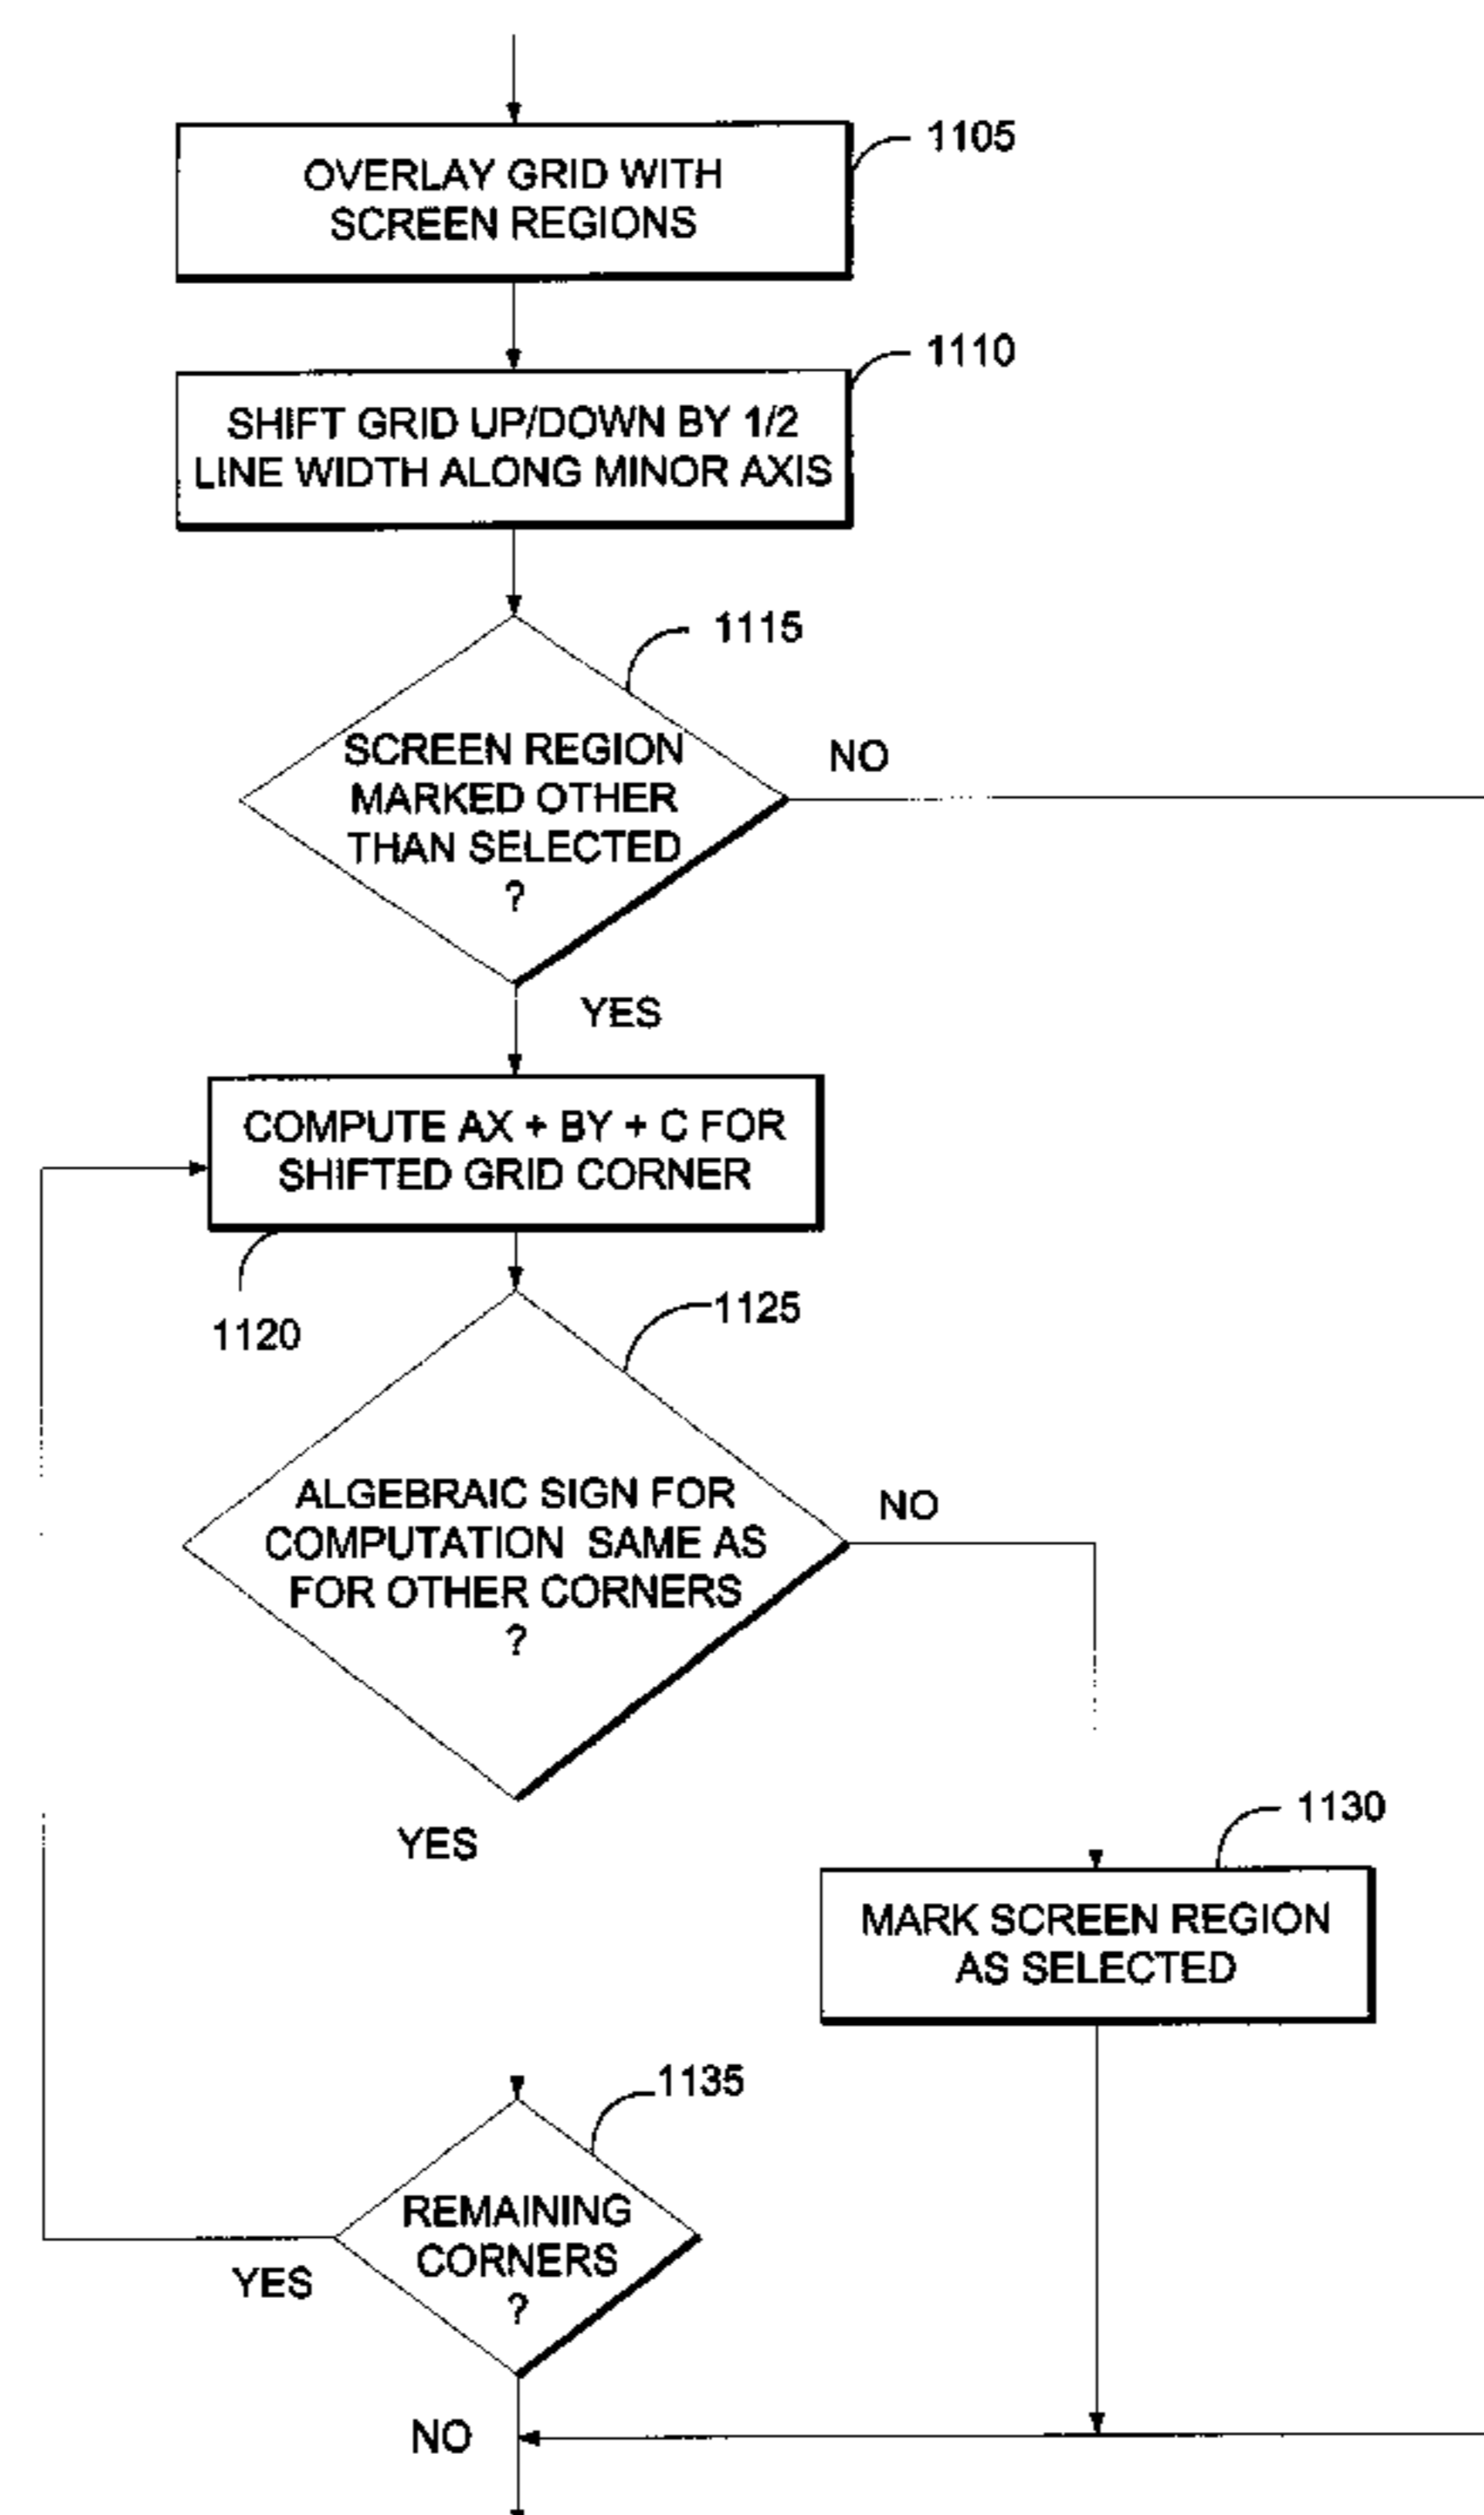 1105
OVERLAY GRID WITH
SCREEN REGIONS
1110
SHIFT GRID UP/DOWN BY 1/2
LINE WIDTH ALONG MINOR AXIS
1115
SCREEN REGION
MARKED OTHER
THAN SELECTED
?
NO
YES
COMPUTE AX + BY + C FOR
SHIFTED GRID CORNER
1120
1125
ALGEBRAIC SIGN FOR
COMPUTATION SAME AS
FOR OTHER CORNERS
?
NO
YES
1130
MARK SCREEN REGION
AS SELECTED
1135
REMAINING
CORNERS
?
YES
NO